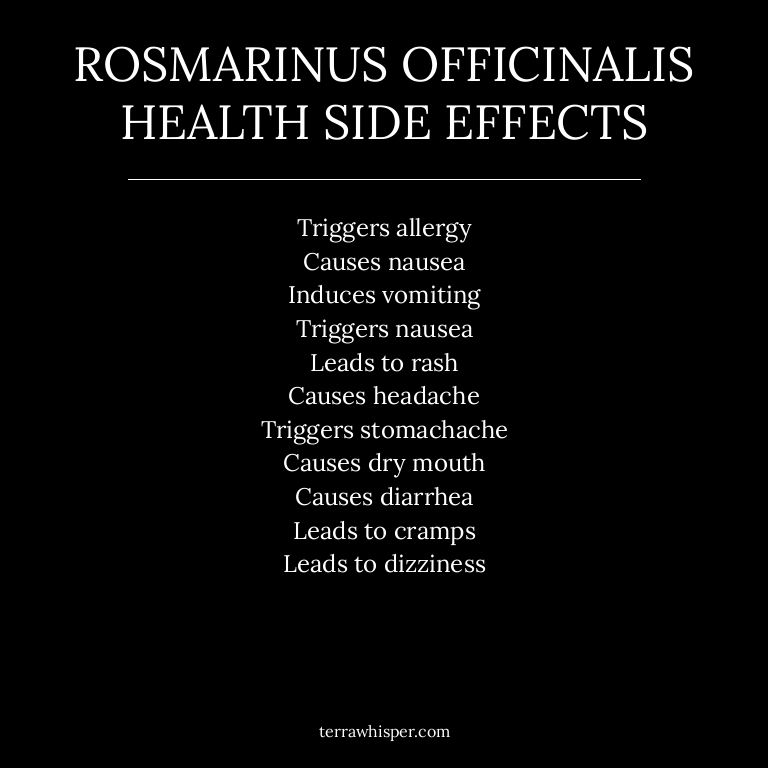 ROSMARINUS OFFICINALIS
HEALTH SIDE EFFECTS
Triggers allergy
Causes nausea
Induces vomiting
Triggers nausea
Leads to rash
Causes headache
Triggers stomachache
Causes dry mouth
Causes diarrhea
Leads to cramps
Leads to dizziness
terrawhisper.com